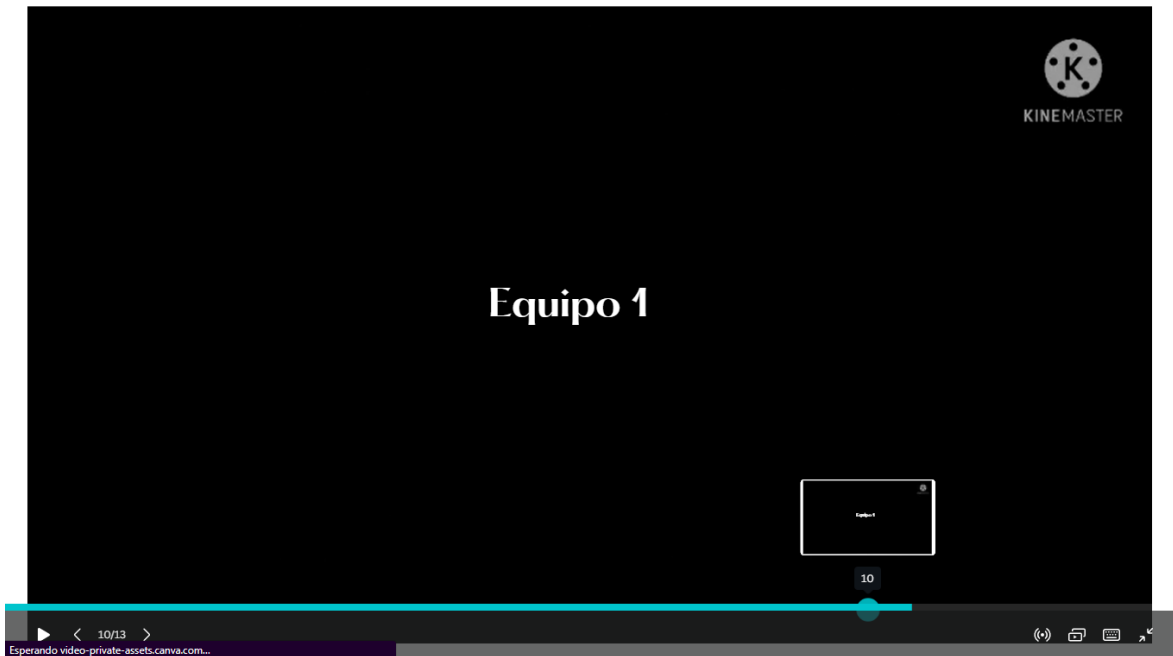 KINEMASTER
Equipo 1
Equipo 1
10
10/13
Esperando video-private-assets.canva.com...